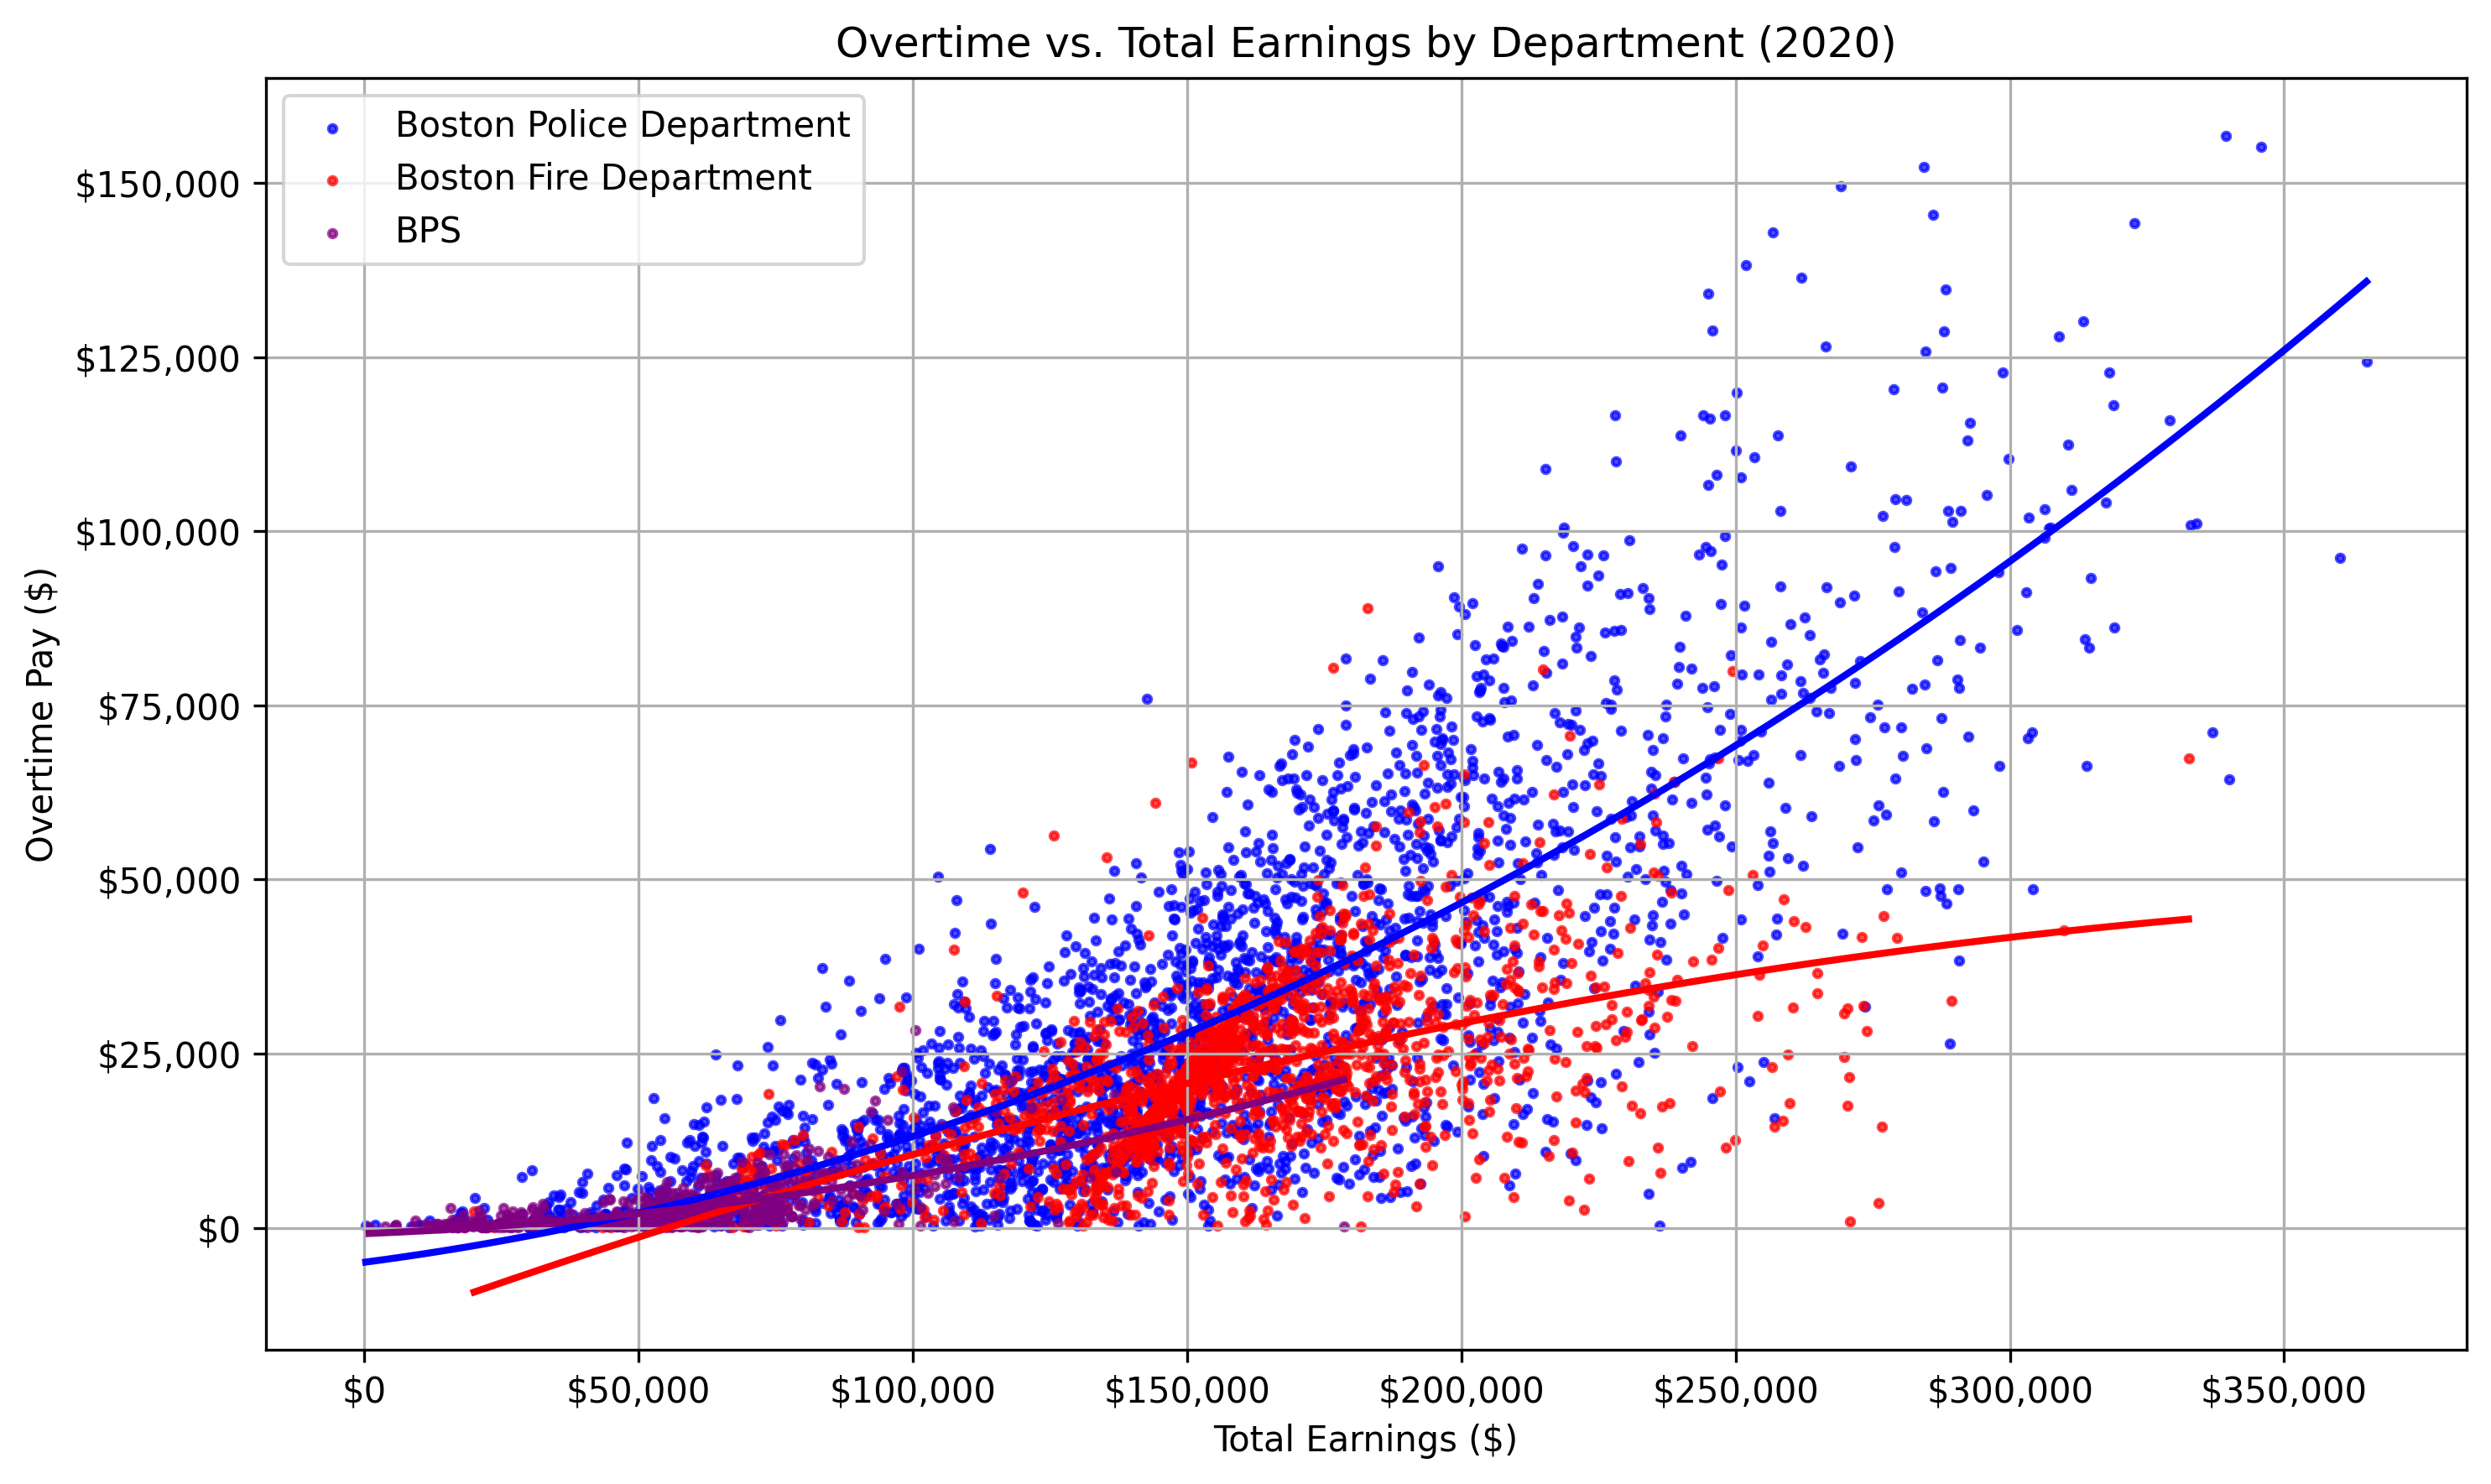 Overtime vs. Total Earnings by Department (2020)
Boston Police Department
Boston Fire Department
BPS
$150,000
$125,000
$100,000
$75,000
$50,000
$25,000
$0
Overtime Pay ($)
$0 $50,000 $100,000 $150,000 $200,000 $250,000 $300,000 $350,000
Total Earnings ($)